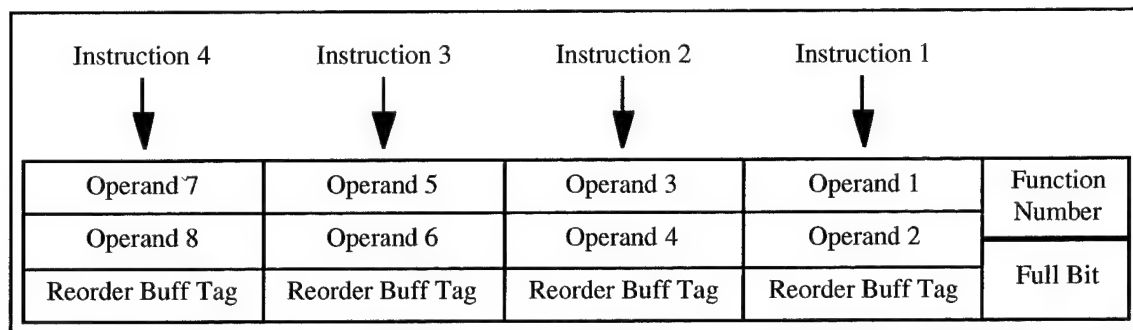 Instruction 4 Instruction 3 Instruction 2 Instruction 1
Operand 7 Operand 5 Operand 3 Operand 1 Function Number
Operand 8 Operand 6 Operand 4 Operand 2
Reorder Buff Tag Reorder Buff Tag Reorder Buff Tag Reorder Buff Tag Full Bit